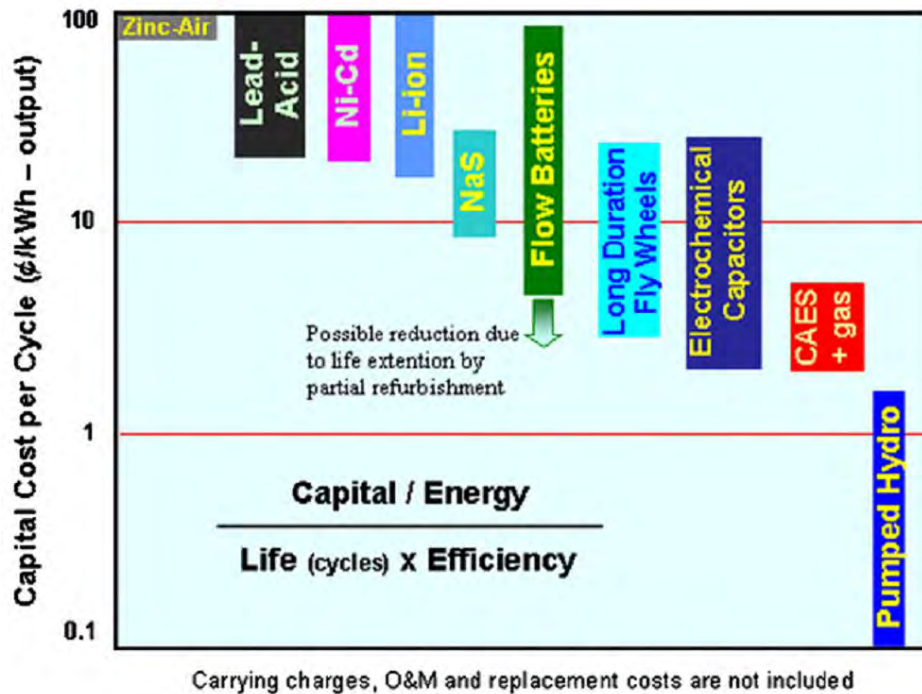 Capital Cost per Cycle (¢/kWh – output)
100
10
1
0.1
Zinc-Air
Lead-
Acid
Ni-Cd
Li-ion
NaS
Flow Batteries
Long Duration
Fly Wheels
Electrochemical
Capacitors
CAES
+ gas
Pumped Hydro
Possible reduction due
to life extention by
partial refurbishment
Capital / Energy
Life (cycles) x Efficiency
Carrying charges, O&M and replacement costs are not included